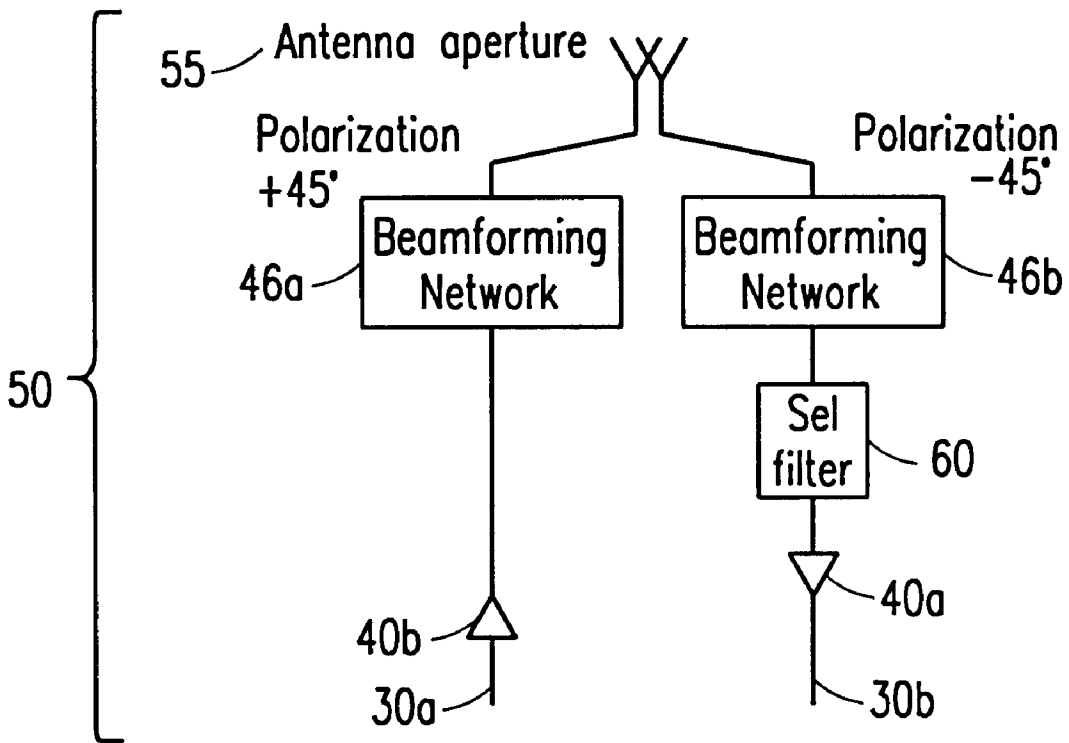 55
Antenna aperture
Polarization
+45°
Polarization
-45°
46a
Beamforming
Network
Beamforming
Network
46b
50
Sel
filter
60
40b
40a
30a
30b